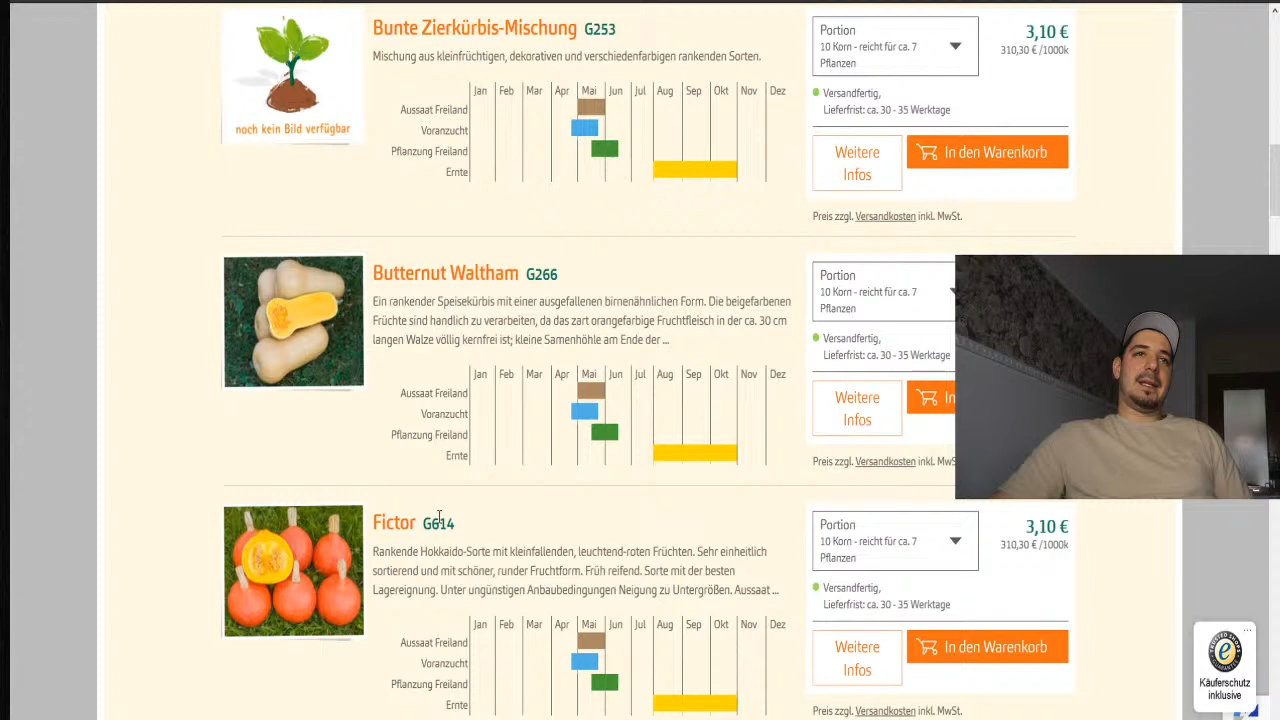 Bunte Zierkürbis-Mischung G253
Mischung aus kleinfrüchtigen, dekorativen und verschiedenfarbigen rankenden Sorten.
noch kein Bild verfügbar
Jan Feb Mar Apr Mai Jun Jul Aug Sep Okt Nov Dez
Aussaat Freiland
Voranzucht
Pflanzung Freiland
Ernte
Portion
10 Korn - reicht für ca. 7
Pflanzen
3,10 €
310,30 € /1000k
Versandfertig,
Lieferfrist: ca. 30 - 35 Werktage
Weitere
Infos
In den Warenkorb
Preis zzgl. Versandkosten inkl. MwSt.
Butternut Waltham G266
Ein rankender Speisekürbis mit einer ausgefallenen birnenähnlichen Form. Die beigefarbenen
Früchte sind handlich zu verarbeiten, da das zart orangefarbige Fruchtfleisch in der ca. 30 cm
langen Walze völlig kernfrei ist; kleine Samenhöhle am Ende der ...
Jan Feb Mar Apr Mai Jun Jul Aug Sep Okt Nov Dez
Aussaat Freiland
Voranzucht
Pflanzung Freiland
Ernte
Portion
10 Korn - reicht für ca. 7
Pflanzen
Versandfertig,
Lieferfrist: ca. 30 - 35 Werktage
Weitere
Infos
In
Preis zzgl. Versandkosten inkl. MwS
Fictor G614
Rankende Hokkaido-Sorte mit kleinfallenden, leuchtend-roten Früchten. Sehr einheitlich
sortierend und mit schöner, runder Fruchtform. Früh reifend. Sorte mit der besten
Lagereignung. Unter ungünstigen Anbaubedingungen Neigung zu Untergrößen. Aussaat ...
Jan Feb Mar Apr Mai Jun Jul Aug Sep Okt Nov Dez
Aussaat Freiland
Voranzucht
Pflanzung Freiland
Ernte
Portion
10 Korn - reicht für ca. 7
Pflanzen
3,10 €
310,30 € /1000k
Versandfertig,
Lieferfrist: ca. 30 - 35 Werktage
Weitere
Infos
In den Warenkorb
Preis zzgl. Versandkosten inkl. MwSt.
Käuferschutz
inklusive